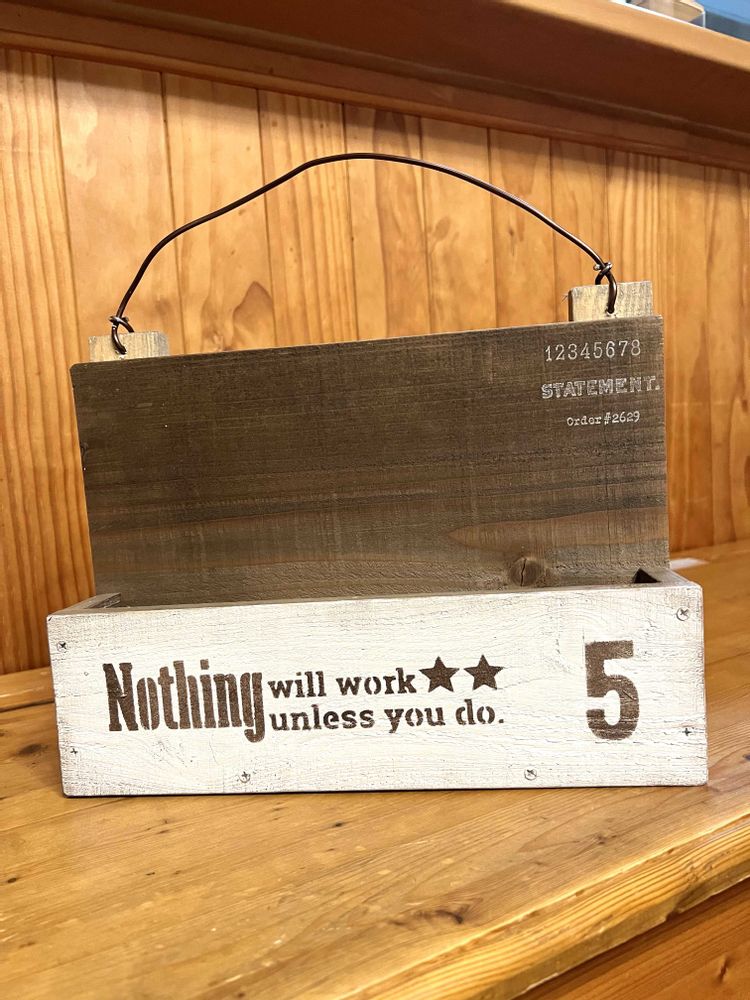 12345678
STATEMENT.
Order#2629
Nothing will work ★★
unless you do.
5